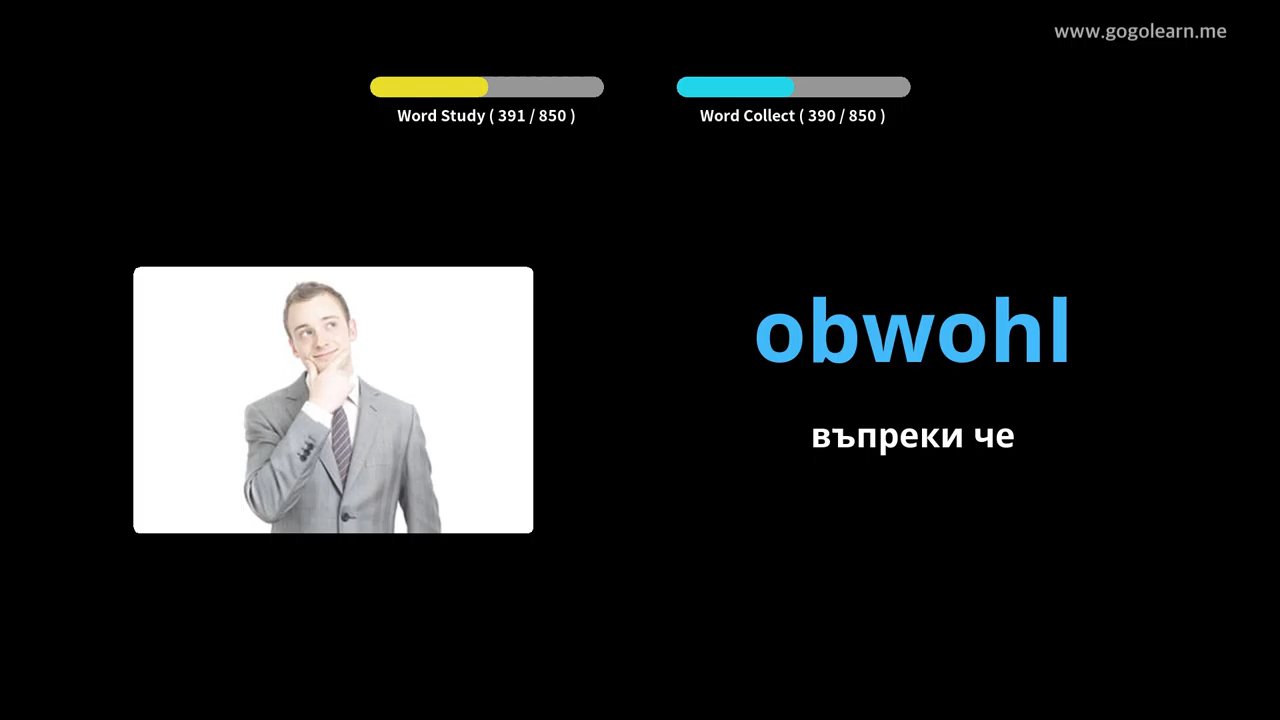 www.gogolearn.me
Word Study ( 391 / 850 )
Word Collect ( 390 / 850 )
obwohl
въпреки че